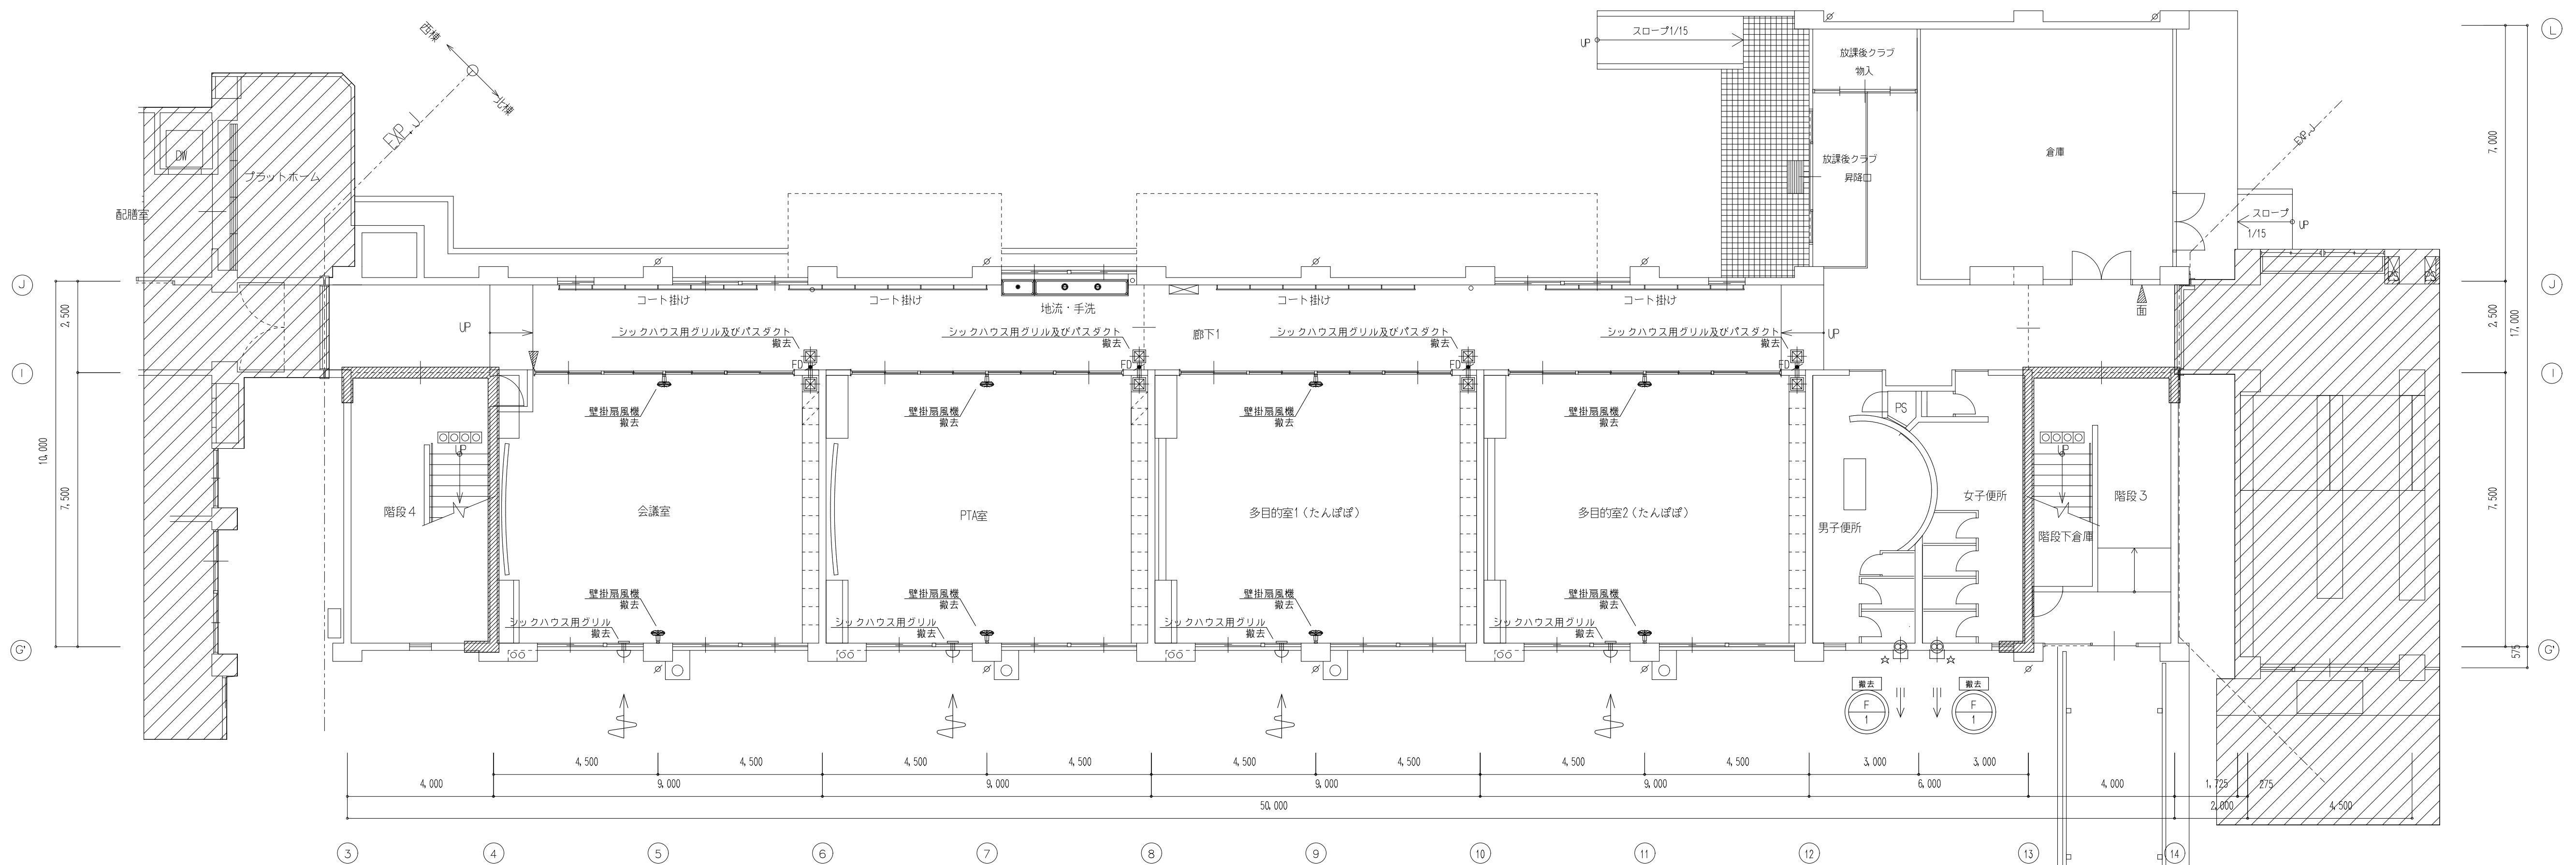 西棟
北棟
EXP.J
DW
プラットホーム
配膳室
UP
スロープ1/15
放課後クラブ
物入
放課後クラブ
昇降口
倉庫
EXP.J
スロープ
1/15
UP
L
7,000
J
2,500
I
10,000
7,500
G'
J
2,500
17,000
I
7,500
575
G'
UP
コート掛け
コート掛け
地流・手洗
コート掛け
コート掛け
廊下1
UP
面
PS
PS
シックハウス用グリル及びパスダクト
撤去
FD
シックハウス用グリル及びパスダクト
撤去
FD
シックハウス用グリル及びパスダクト
撤去
FD
シックハウス用グリル及びパスダクト
撤去
FD
壁掛扇風機
撤去
壁掛扇風機
撤去
壁掛扇風機
撤去
壁掛扇風機
撤去
PS
UP
階段4
会議室
PTA室
多目的室1(たんぽぽ)
多目的室2(たんぽぽ)
男子便所
女子便所
UP
階段3
階段下倉庫
壁掛扇風機
撤去
壁掛扇風機
撤去
壁掛扇風機
撤去
壁掛扇風機
撤去
シックハウス用グリル
撤去
シックハウス用グリル
撤去
シックハウス用グリル
撤去
シックハウス用グリル
撤去
☆
☆
撤去
F
1
撤去
F
1
4,500
4,500
4,500
4,500
4,500
4,500
4,500
4,500
3,000
3,000
4,000
9,000
9,000
9,000
9,000
6,000
4,000
1,725
275
50,000
2,000
4,500
3
4
5
6
7
8
9
10
11
12
13
14